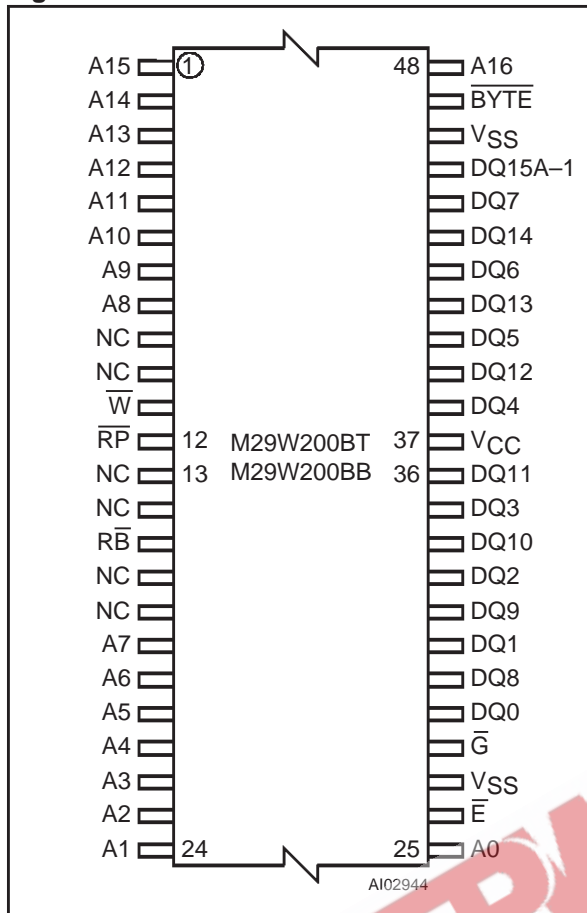 A15 1 48 A16
A14 B̅Y̅T̅E̅
A13 VSS
A12 DQ15A–1
A11 DQ7
A10 DQ14
A9 DQ6
A8 DQ13
NC DQ5
NC DQ12
W̅ DQ4
R̅P̅ 12 M29W200BT 37 VCC
NC 13 M29W200BB 36 DQ11
NC DQ3
RB̅ DQ10
NC DQ2
NC DQ9
A7 DQ1
A6 DQ8
A5 DQ0
A4 G̅
A3 VSS
A2 E̅
A1 24 25 A0
AI02944